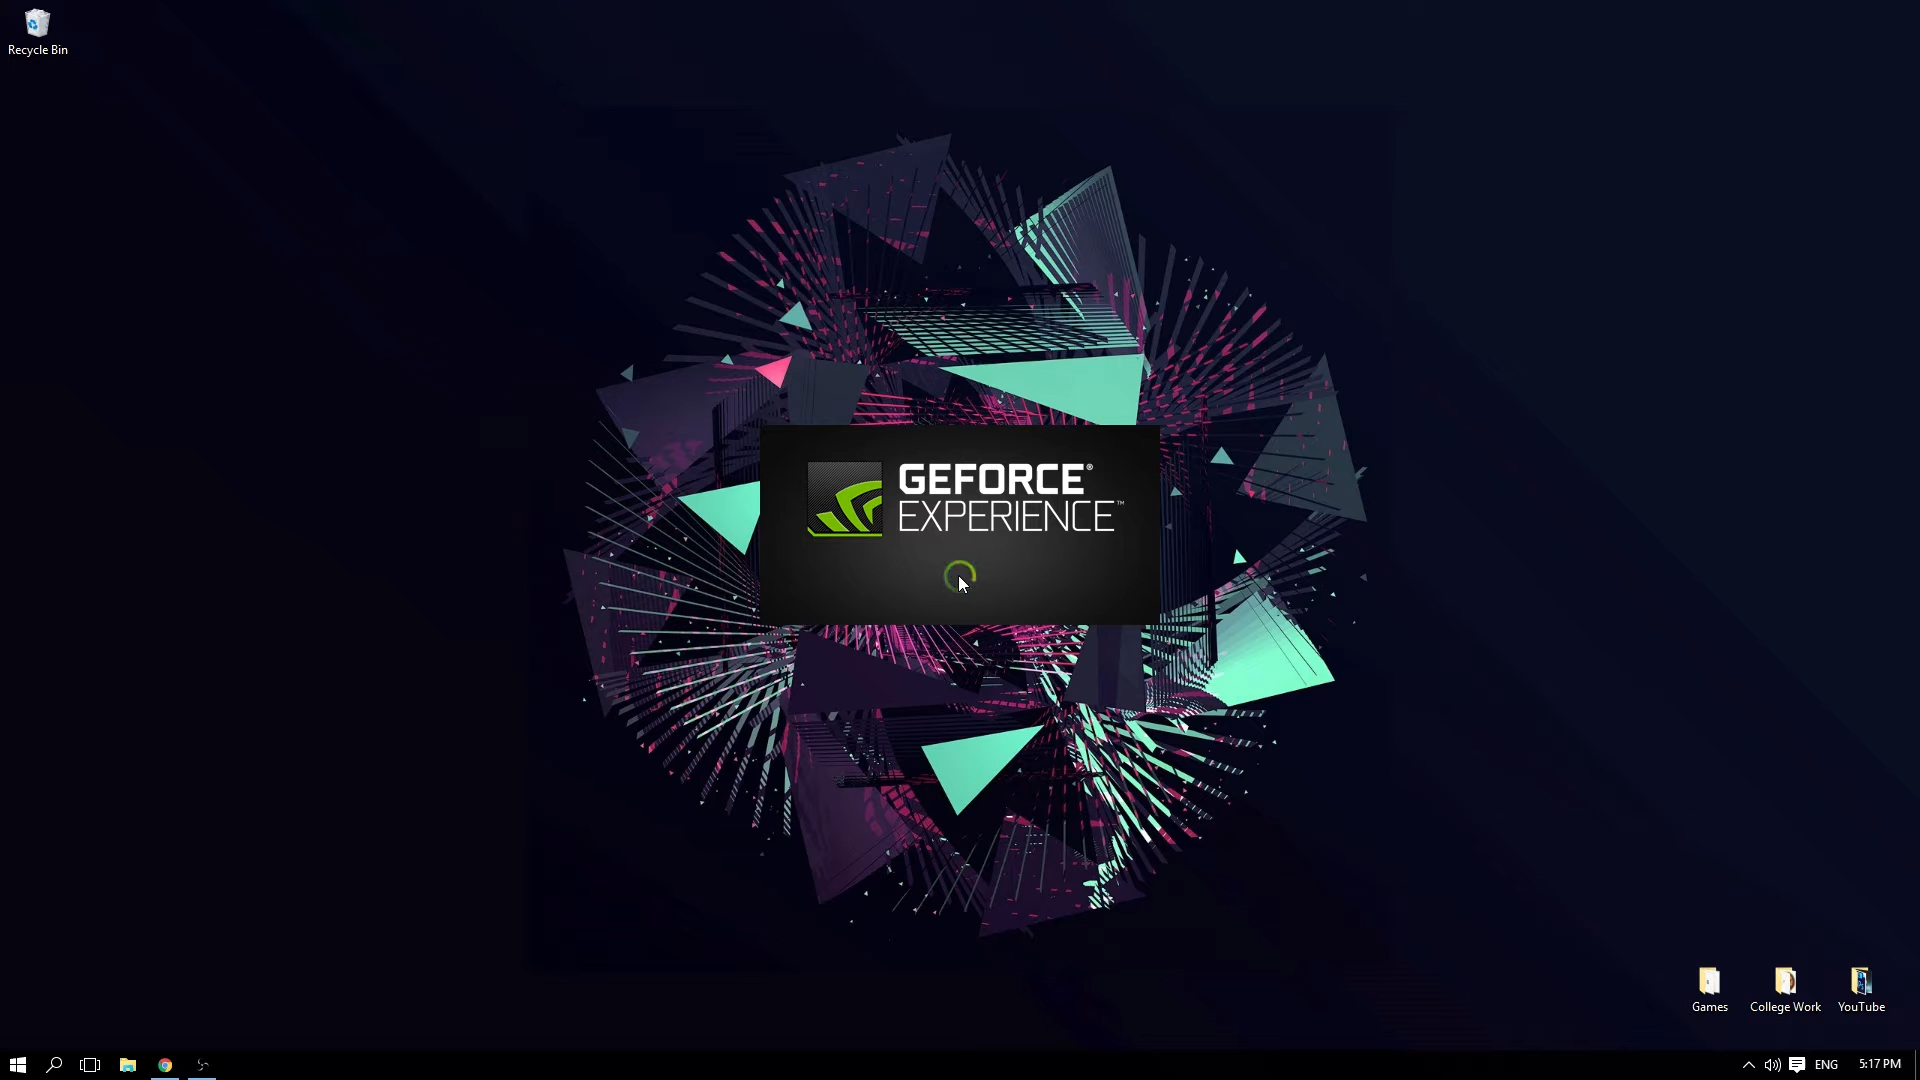 Recycle Bin
GEFORCE®
EXPERIENCE™
Games
College Work
YouTube
ENG
5:17 PM